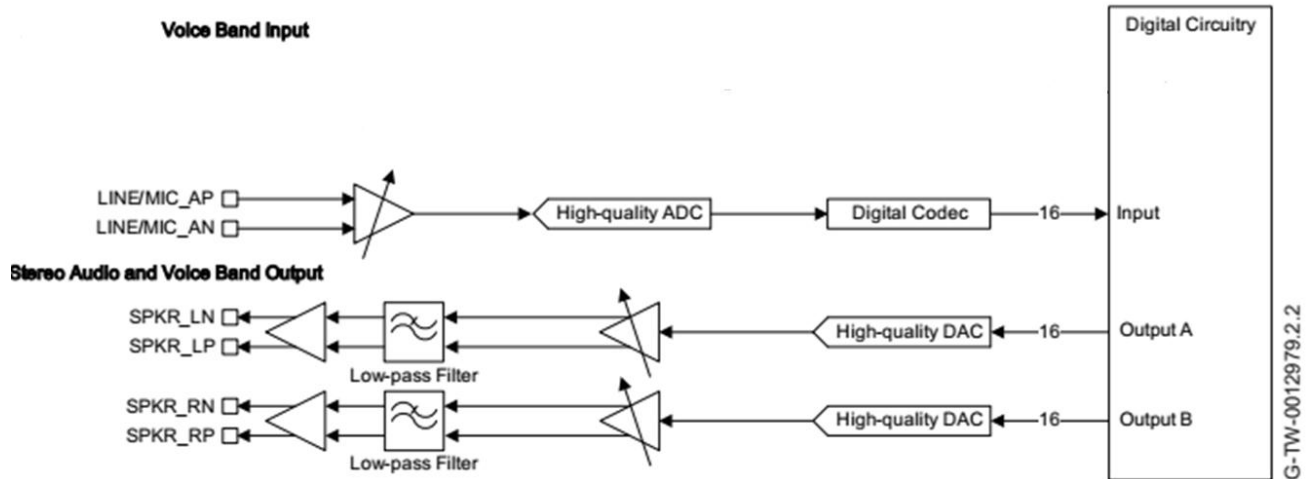 Voice Band Input
Digital Circuitry
LINE/MIC_AP
LINE/MIC_AN
High-quality ADC
Digital Codec
16
Input
Stereo Audio and Voice Band Output
SPKR_LN
SPKR_LP
Low-pass Filter
High-quality DAC
16
Output A
SPKR_RN
SPKR_RP
Low-pass Filter
High-quality DAC
16
Output B
G-TW-0012979.2.2